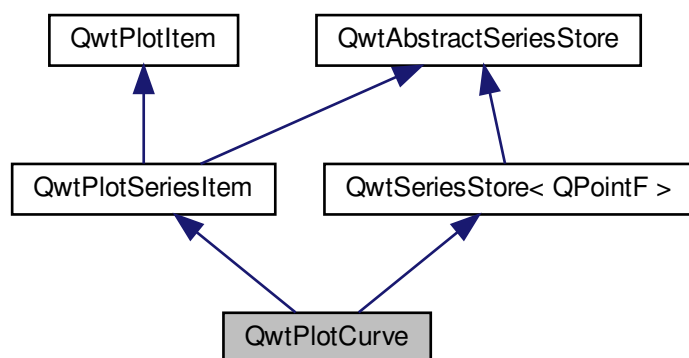 QwtPlotItem
QwtAbstractSeriesStore
QwtPlotSeriesItem
QwtSeriesStore< QPointF >
QwtPlotCurve